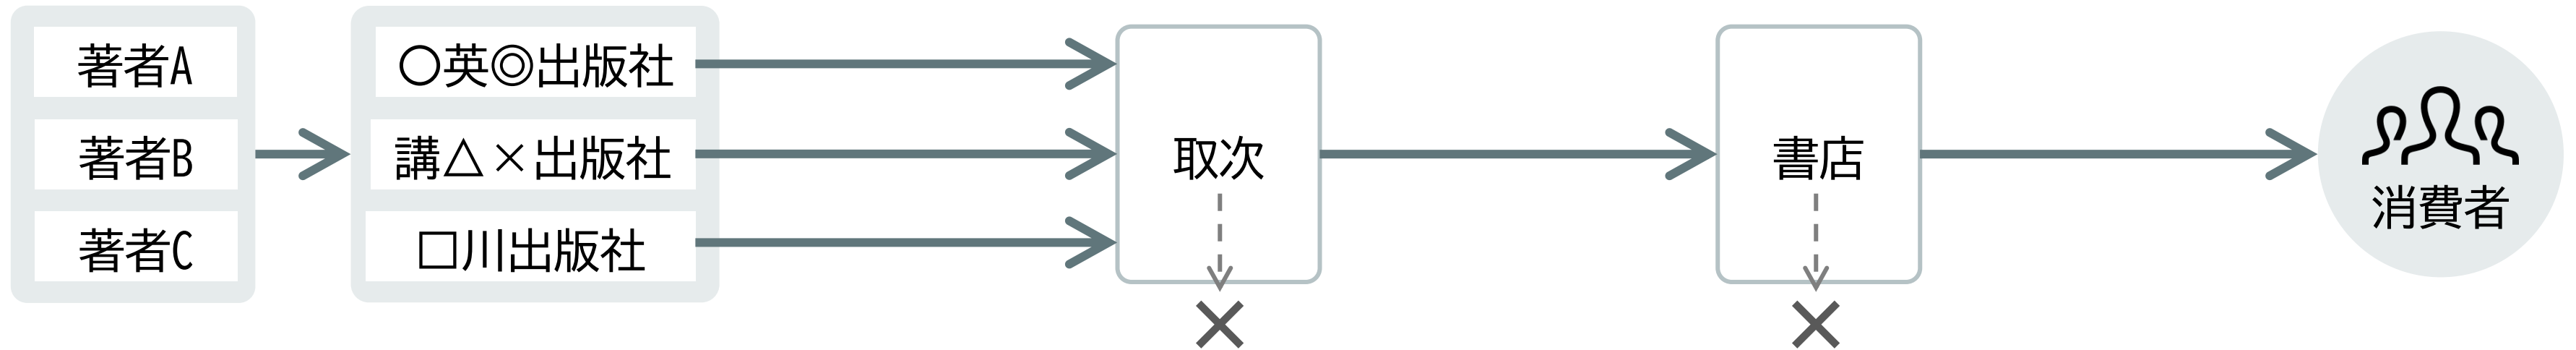 著者A
著者B
著者C
○英◎出版社
講△×出版社
□川出版社
取次
書店
消費者